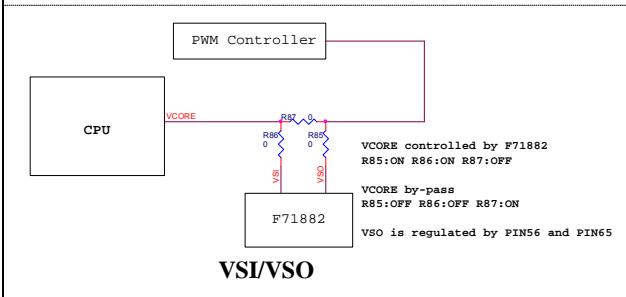 PWM Controller
CPU
VCORE
R87 0
R86
0
R85
0
VSI
VSO
VCORE controlled by F71882
R85:ON R86:ON R87:OFF
VCORE by-pass
R85:OFF R86:OFF R87:ON
F71882
VSO is regulated by PIN56 and PIN65
VSI/VSO